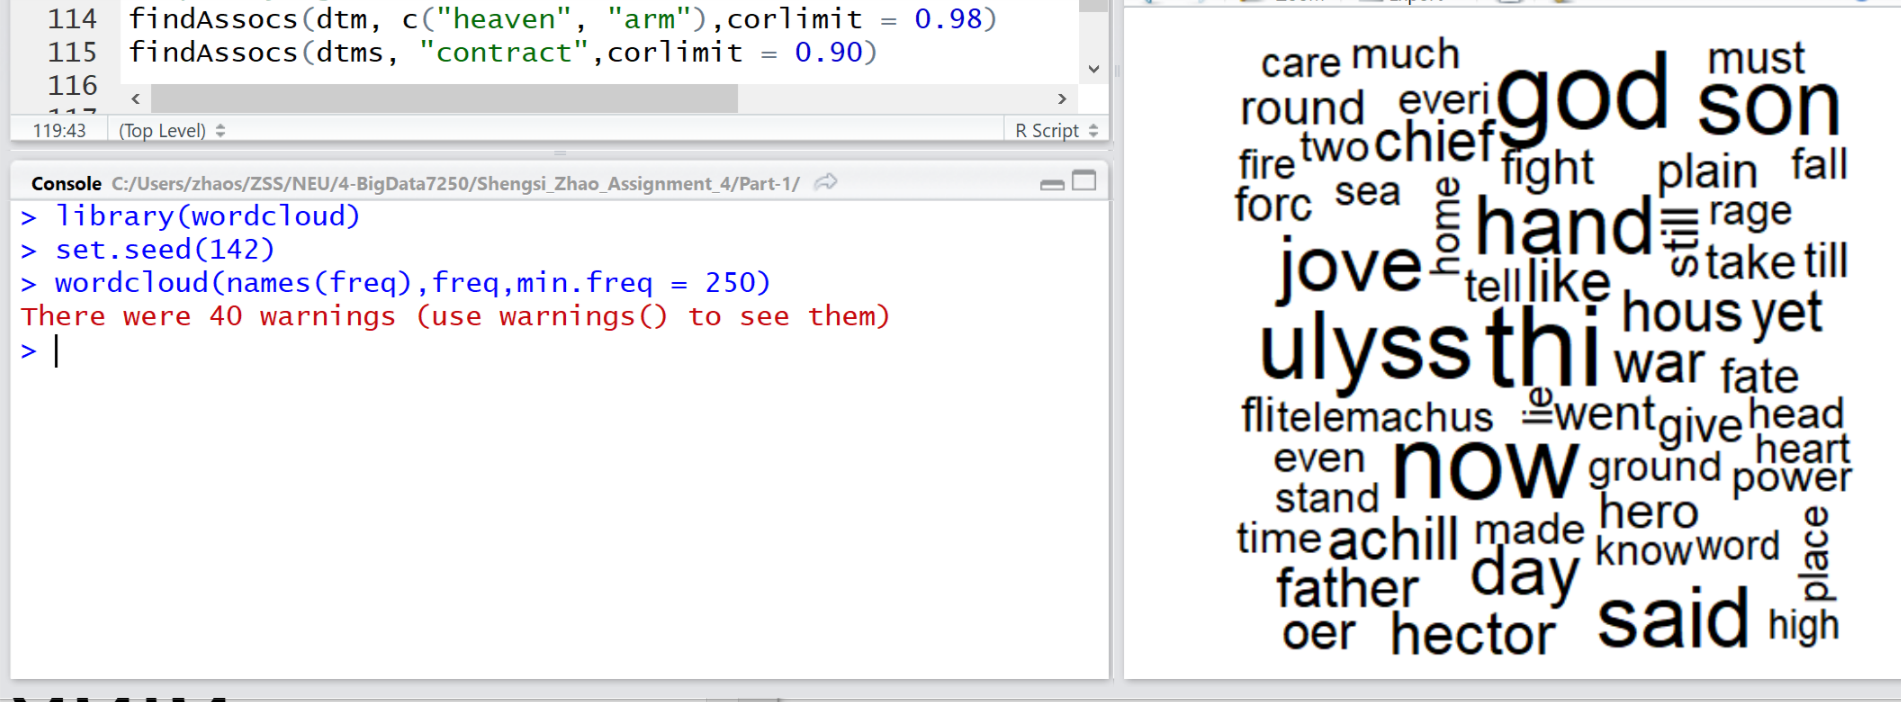 114 findAssocs(dtm, c("heaven", "arm"),corlimit = 0.98)
115 findAssocs(dtms, "contract",corlimit = 0.90)
116
119:43 (Top Level) R Script
Console C:/Users/zhaos/ZSS/NEU/4-BigData7250/Shengsi_Zhao_Assignment_4/Part-1/
> library(wordcloud)
> set.seed(142)
> wordcloud(names(freq),freq,min.freq = 250)
There were 40 warnings (use warnings() to see them)
>
care much must
round everi god son
fire two chief fight plain fall
forc sea home hand still rage
jove tell like take till
ulyss thi hous yet
war fate
fli telemachus lie went give head
even now ground heart
stand power
time achill made hero
know word place
father day
oer hector said high